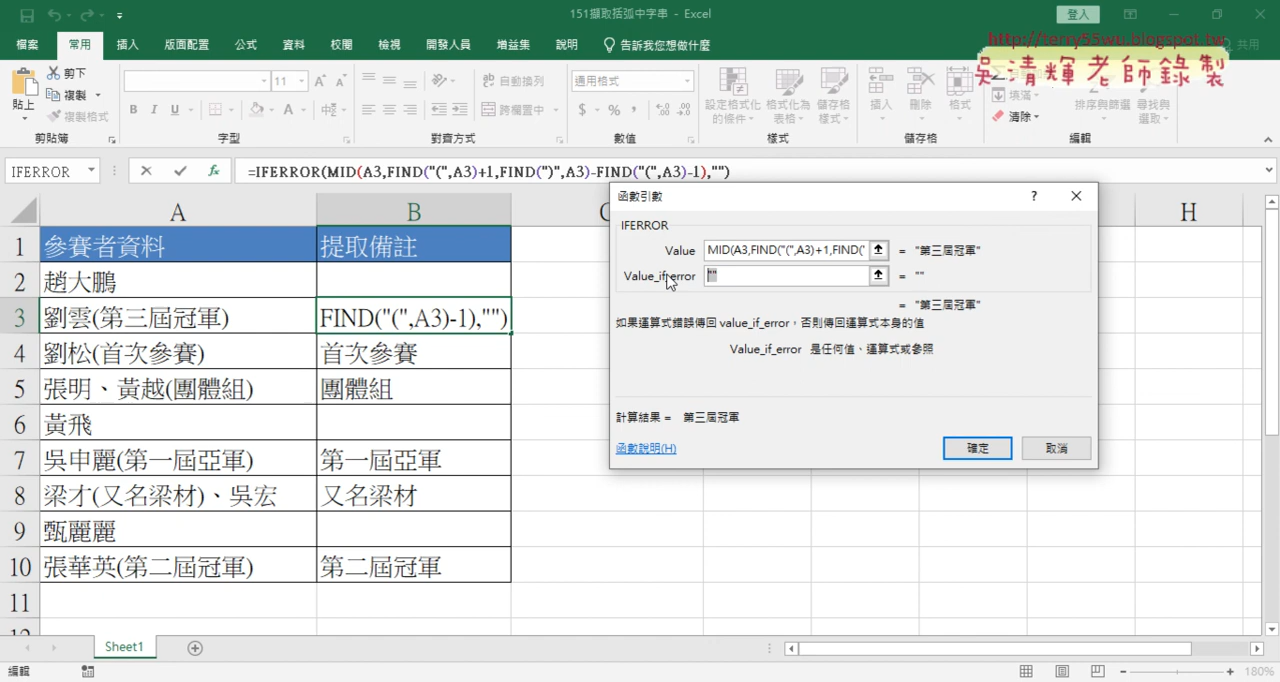 151擷取括弧中字串 - Excel
登入
檔案 常用 插入 版面配置 公式 資料 校閱 檢視 開發人員 增益集 說明 告訴我您想做什麼
共用
http://terry55wu.blogspot.tw
吳清輝老師錄製
貼上
剪下
複製
複製格式
剪貼簿
11
B I U
字型
自動換列
跨欄置中
對齊方式
通用格式
$ %
數值
設定格式化的條件
格式化為表格
儲存格樣式
樣式
插入
刪除
格式
儲存格
填滿
清除
排序與篩選
尋找與選取
編輯
IFERROR
fx
=IFERROR(MID(A3,FIND("(",A3)+1,FIND(")",A3)-FIND("(",A3)-1),"")
A B C H
1 參賽者資料 提取備註
2 趙大鵬
3 劉雲(第三屆冠軍) FIND("(",A3)-1),"")
4 劉松(首次參賽) 首次參賽
5 張明、黃越(團體組) 團體組
6 黃飛
7 吳申麗(第一屆亞軍) 第一屆亞軍
8 梁才(又名梁材)、吳宏 又名梁材
9 甄麗麗
10 張華英(第二屆冠軍) 第二屆冠軍
11
12
函數引數
?
IFERROR
Value MID(A3,FIND("(",A3)+1,FIND(" = "第三屆冠軍"
Value_if_error "" = ""
= "第三屆冠軍"
如果運算式錯誤傳回 value_if_error，否則傳回運算式本身的值
Value_if_error 是任何值、運算式或參照
計算結果 = 第三屆冠軍
函數說明(H)
確定
取消
Sheet1
編輯
180%